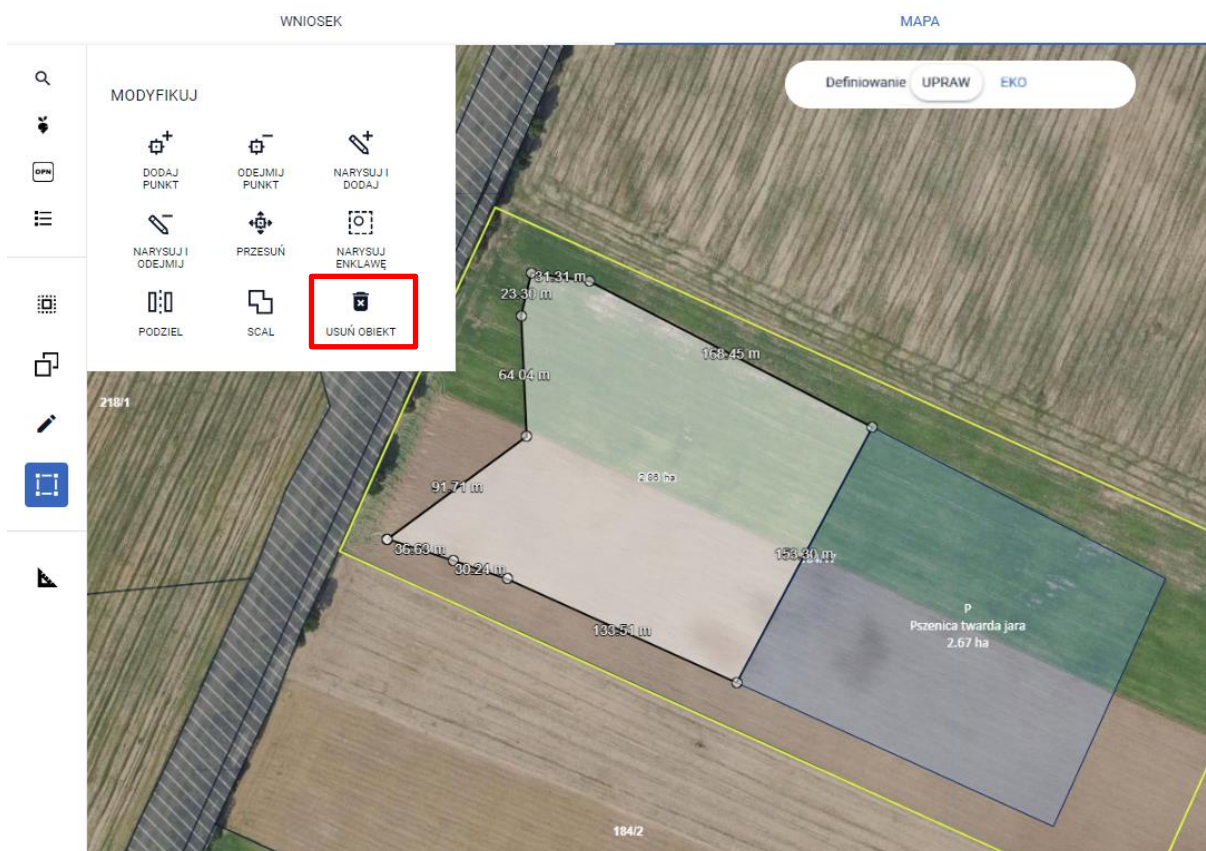 WNIOSEK
MAPA
MODYFIKUJ
Definiowanie UPRAW EKO
DODAJ
PUNKT
ODEJMIJ
PUNKT
NARYSUJ I
DODAJ
NARYSUJ I
ODEJMIJ
PRZESUŃ
NARYSUJ
ENKLAWĘ
PODZIEL
SCAL
USUŃ OBIEKT
OPN
31.31 m
23.30 m
168.45 m
64.04 m
218/1
2.86 ha
91.71 m
36.63 m
30.24 m
153.30 m
133.51 m
P
Pszenica twarda jara
2.67 ha
184/2